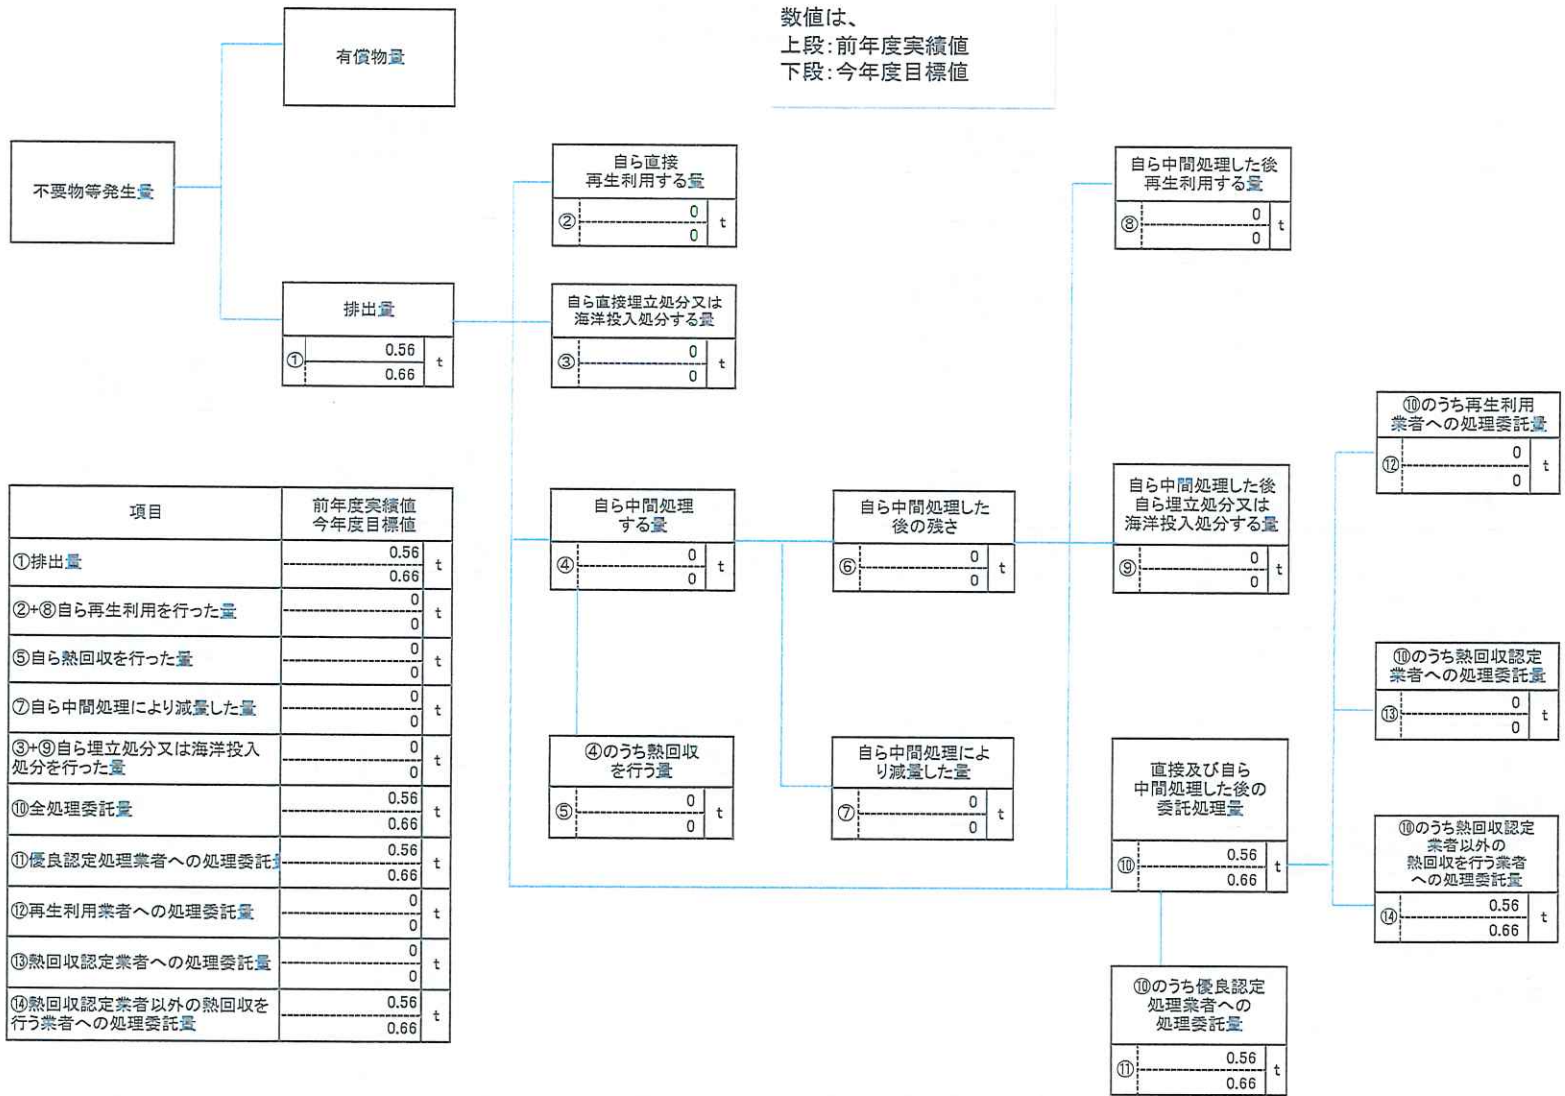 数値は、
上段：前年度実績値
下段：今年度目標値
有償物量
不要物等発生量
排出量
①
0.56
0.66
t
自ら直接
再生利用する量
②
0
0
t
自ら直接埋立処分又は
海洋投入処分する量
③
0
0
t
自ら中間処理
する量
④
0
0
t
④のうち熱回収
を行う量
⑤
0
0
t
自ら中間処理した
後の残さ
⑥
0
0
t
自ら中間処理によ
り減量した量
⑦
0
0
t
自ら中間処理した後
再生利用する量
⑧
0
0
t
自ら中間処理した後
自ら埋立処分又は
海洋投入処分する量
⑨
0
0
t
直接及び自ら
中間処理した後の
委託処理量
⑩
0.56
0.66
t
⑩のうち優良認定
処理業者への
処理委託量
⑪
0.56
0.66
t
⑩のうち再生利用
業者への処理委託量
⑫
0
0
t
⑩のうち熱回収認定
業者への処理委託量
⑬
0
0
t
⑩のうち熱回収認定
業者以外の
熱回収を行う業者
への処理委託量
⑭
0.56
0.66
t
項目
前年度実績値
今年度目標値
①排出量
0.56
0.66
t
②+⑧自ら再生利用を行った量
0
0
t
⑤自ら熱回収を行った量
0
0
t
⑦自ら中間処理により減量した量
0
0
t
③+⑨自ら埋立処分又は海洋投入
処分を行った量
0
0
t
⑩全処理委託量
0.56
0.66
t
⑪優良認定処理業者への処理委託量
0.56
0.66
t
⑫再生利用業者への処理委託量
0
0
t
⑬熱回収認定業者への処理委託量
0
0
t
⑭熱回収認定業者以外の熱回収を
行う業者への処理委託量
0.56
0.66
t